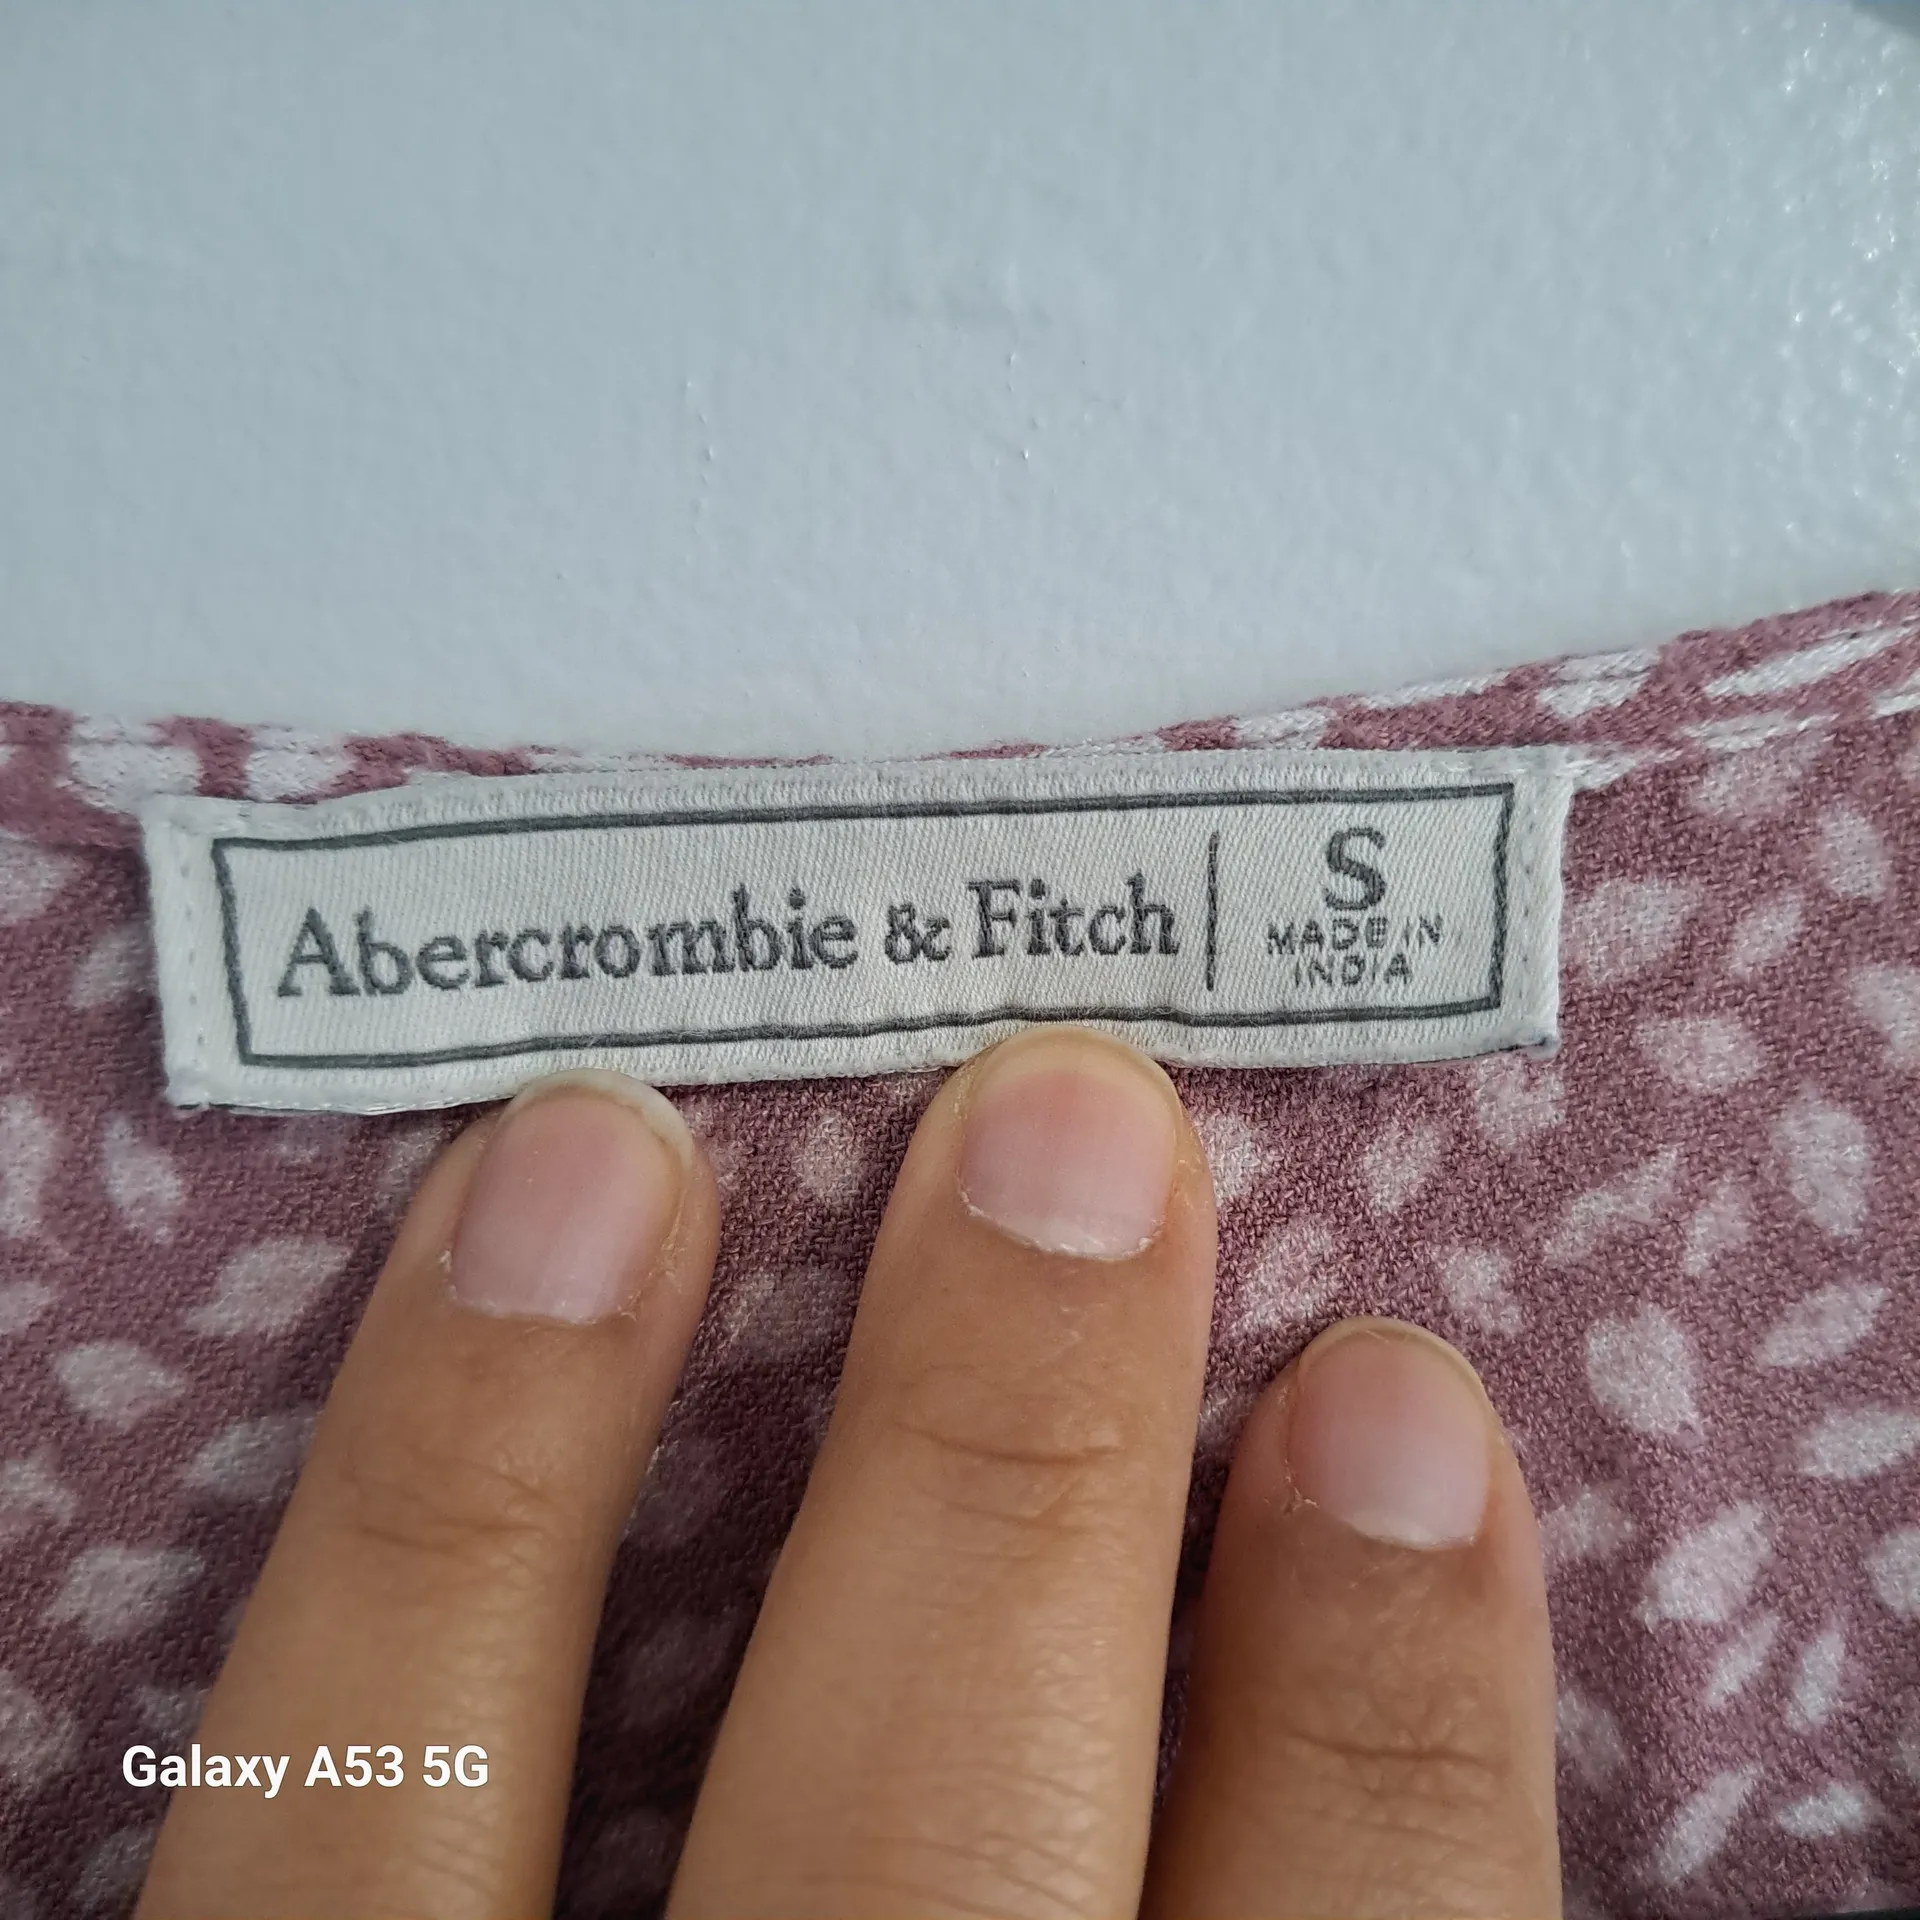 Abercrombie & Fitch
S
MADE IN
INDIA
Galaxy A53 5G